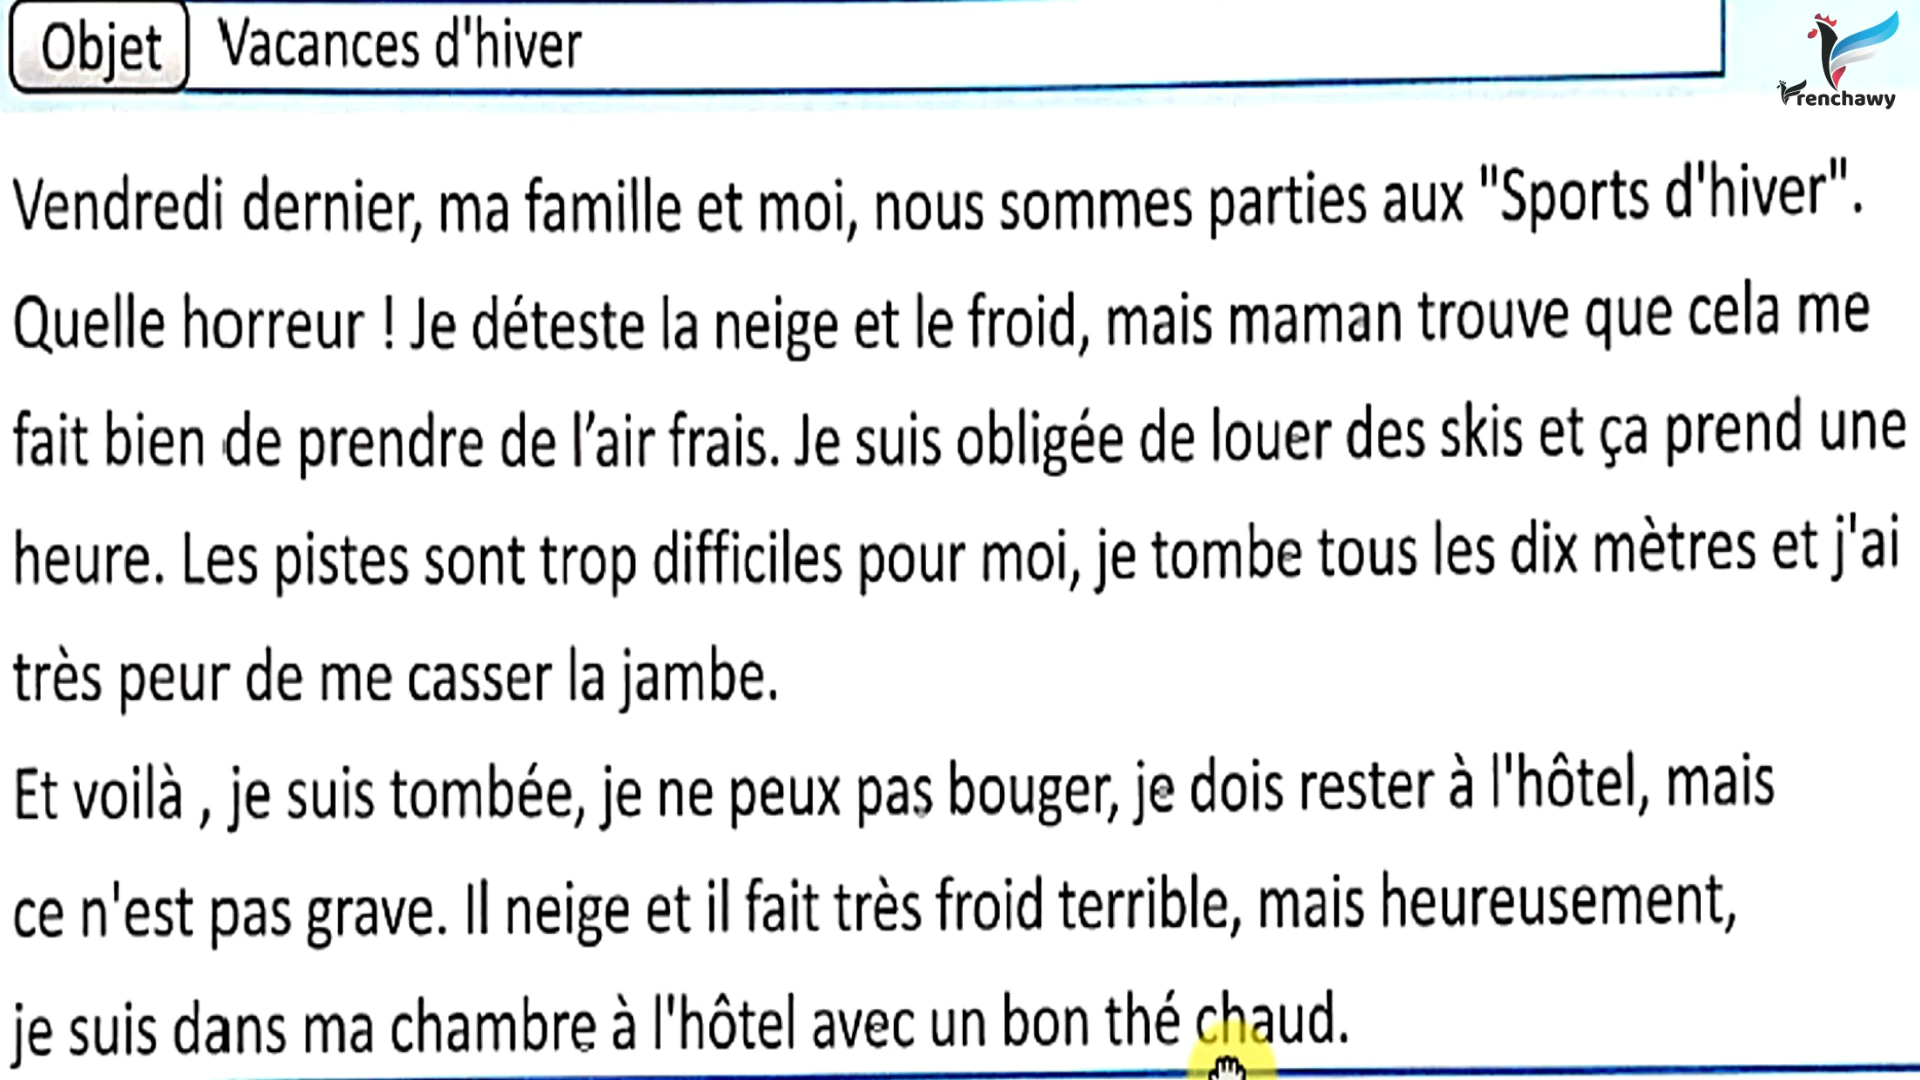 Objet Vacances d'hiver
renchawy
Vendredi dernier, ma famille et moi, nous sommes parties aux "Sports d'hiver".
Quelle horreur ! Je déteste la neige et le froid, mais maman trouve que cela me
fait bien de prendre de l’air frais. Je suis obligée de louer des skis et ça prend une
heure. Les pistes sont trop difficiles pour moi, je tombe tous les dix mètres et j'ai
très peur de me casser la jambe.
Et voilà , je suis tombée, je ne peux pas bouger, je dois rester à l'hôtel, mais
ce n'est pas grave. Il neige et il fait très froid terrible, mais heureusement,
je suis dans ma chambre à l'hôtel avec un bon thé chaud.